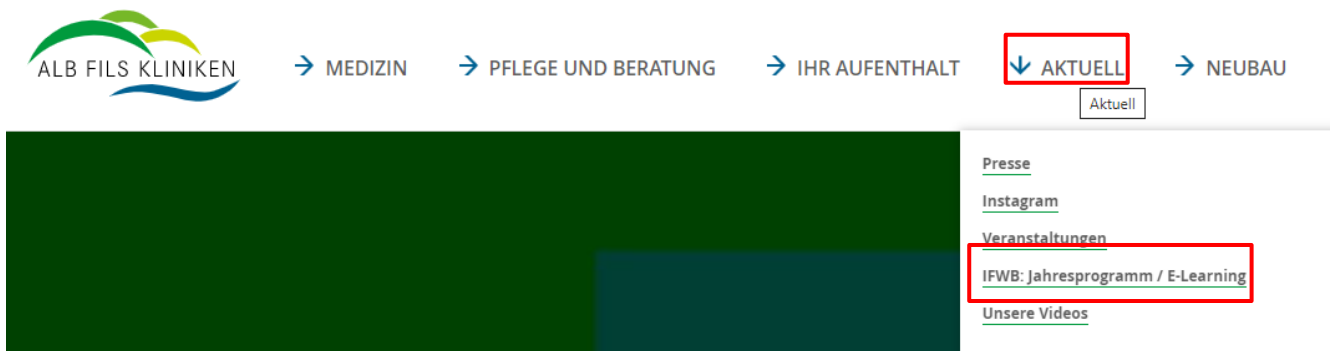 ALB FILS KLINIKEN
MEDIZIN
PFLEGE UND BERATUNG
IHR AUFENTHALT
AKTUELL
NEUBAU
Aktuell
Presse
Instagram
Veranstaltungen
IFWB: Jahresprogramm / E-Learning
Unsere Videos